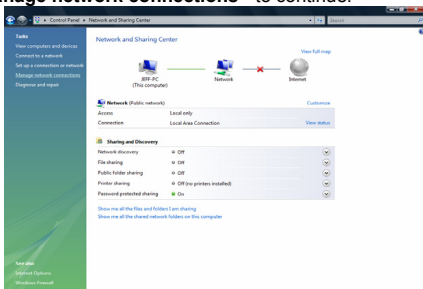 nage network connections" to continue.
Control Panel ▸ Network and Sharing Center
Search
Tasks
View computers and devices
Connect to a network
Set up a connection or network
Manage network connections
Diagnose and repair
Network and Sharing Center
View full map
JEFF-PC
(This computer)
Network
Internet
Network (Public network)
Customize
Access
Local only
Connection
Local Area Connection
View status
Sharing and Discovery
Network discovery
Off
File sharing
Off
Public folder sharing
Off
Printer sharing
Off (no printers installed)
Password protected sharing
On
Show me all the files and folders I am sharing
Show me all the shared network folders on this computer
See also
Internet Options
Windows Firewall